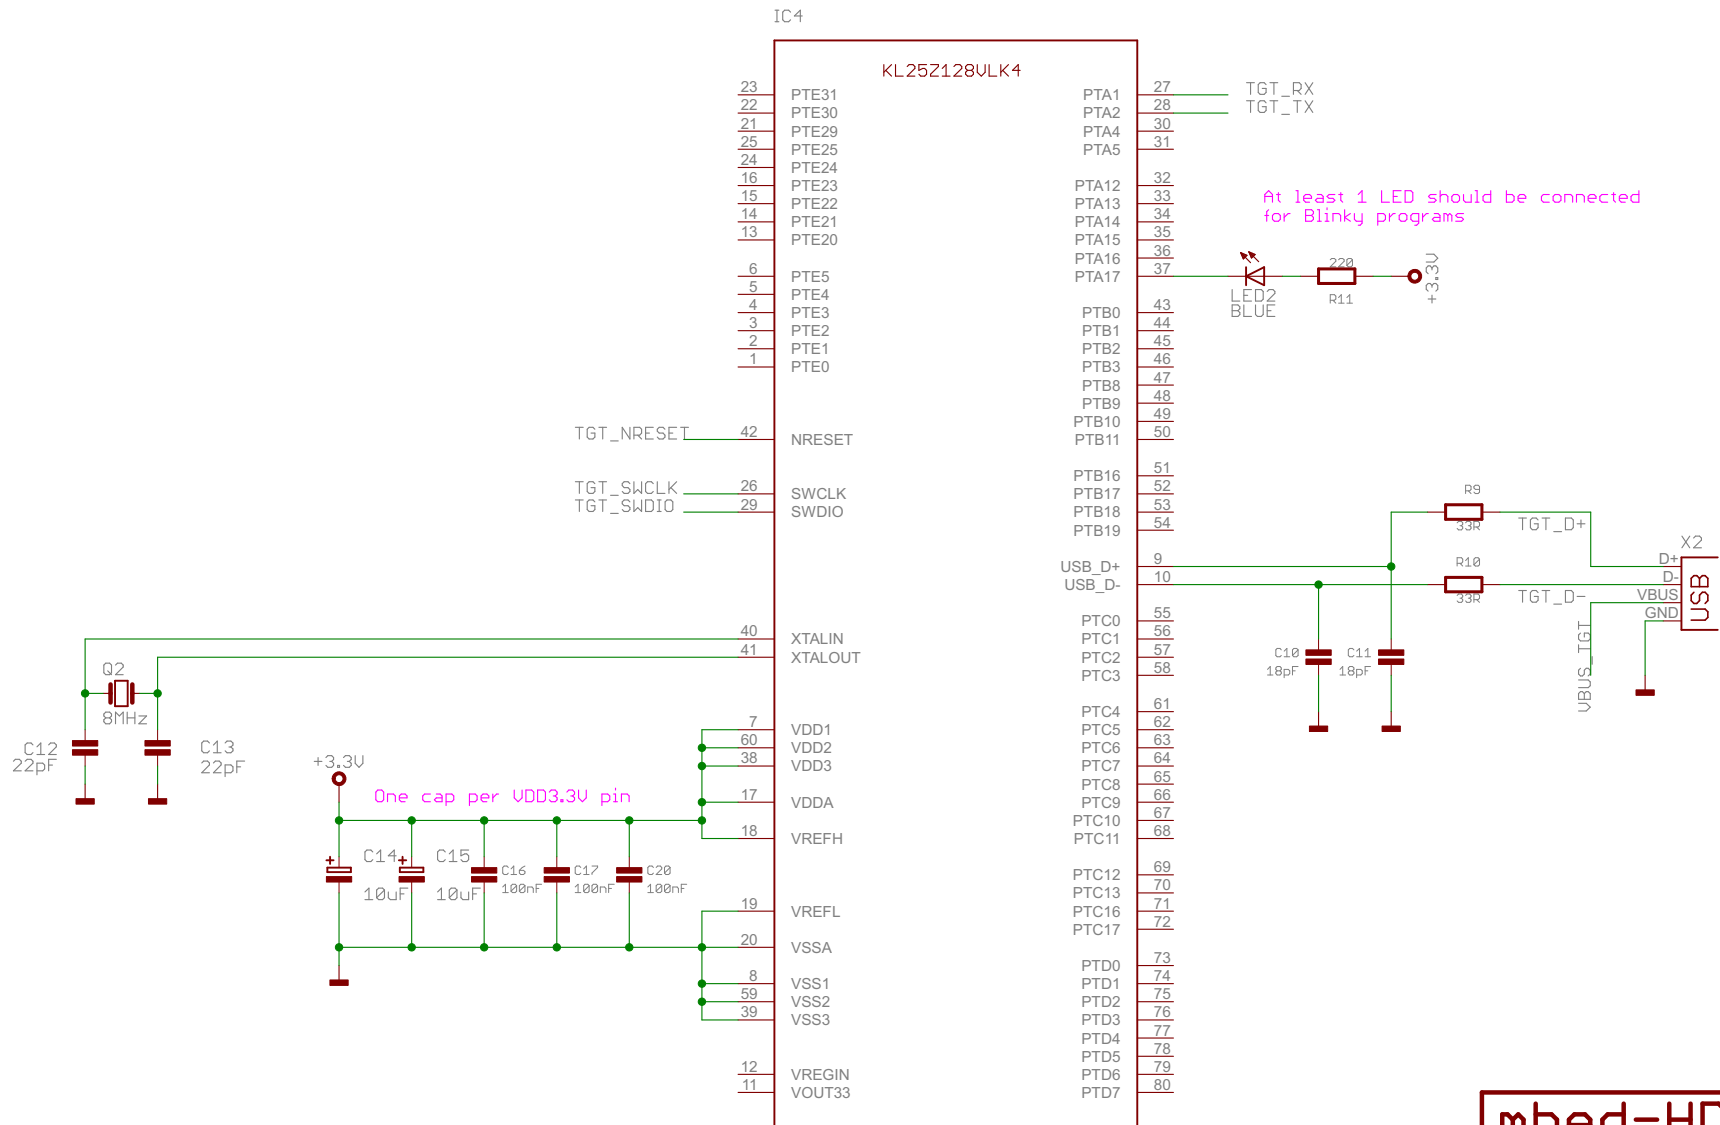 IC4
KL25Z128VLK4
23 PTE31
22 PTE30
21 PTE29
25 PTE25
24 PTE24
16 PTE23
15 PTE22
14 PTE21
13 PTE20
6 PTE5
5 PTE4
4 PTE3
3 PTE2
2 PTE1
1 PTE0
TGT_NRESET 42 NRESET
TGT_SWCLK 26 SWCLK
TGT_SWDIO 29 SWDIO
40 XTALIN
41 XTALOUT
Q2
8MHz
C12
22pF
C13
22pF
7 VDD1
60 VDD2
38 VDD3
17 VDDA
18 VREFH
+3.3V
One cap per VDD3.3V pin
C14
10uF
C15
10uF
C16
100nF
C17
100nF
C20
100nF
19 VREFL
20 VSSA
8 VSS1
59 VSS2
39 VSS3
12 VREGIN
11 VOUT33
PTA1 27 TGT_RX
PTA2 28 TGT_TX
PTA4 30
PTA5 31
PTA12 32
PTA13 33
PTA14 34
PTA15 35
PTA16 36
PTA17 37
At least 1 LED should be connected
for Blinky programs
LED2
BLUE
220
R11
+3.3V
PTB0 43
PTB1 44
PTB2 45
PTB3 46
PTB8 47
PTB9 48
PTB10 49
PTB11 50
PTB16 51
PTB17 52
PTB18 53
PTB19 54
USB_D+ 9
USB_D- 10
R9
33R
TGT_D+
R10
33R
TGT_D-
X2
D+
D-
VBUS
GND
USB
VBUS_TGT
C10
18pF
C11
18pF
PTC0 55
PTC1 56
PTC2 57
PTC3 58
PTC4 61
PTC5 62
PTC6 63
PTC7 64
PTC8 65
PTC9 66
PTC10 67
PTC11 68
PTC12 69
PTC13 70
PTC16 71
PTC17 72
PTD0 73
PTD1 74
PTD2 75
PTD3 76
PTD4 77
PTD5 78
PTD6 79
PTD7 80
mbed-HD